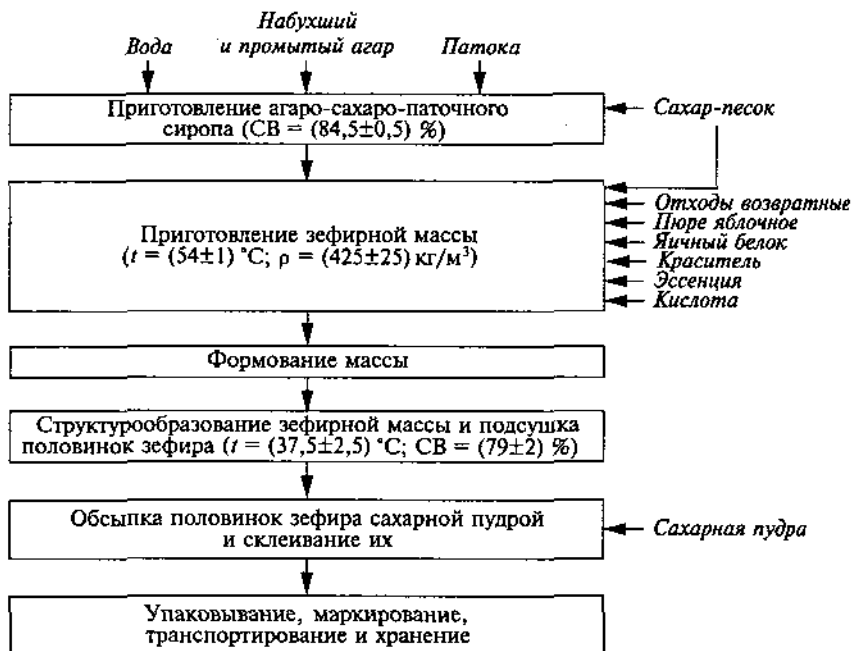 Набухший
Вода
и промытый агар
Патока
Приготовление агаро-сахаро-паточного
сиропа (СВ = (84,5±0,5) %)
Сахар-песок
Приготовление зефирной массы
(t = (54±1) °С; ρ = (425±25) кг/м³)
Отходы возвратные
Пюре яблочное
Яичный белок
Краситель
Эссенция
Кислота
Формование массы
Структурообразование зефирной массы и подсушка
половинок зефира (t = (37,5±2,5) °С; СВ = (79±2) %)
Обсыпка половинок зефира сахарной пудрой
и склеивание их
Сахарная пудра
Упаковывание, маркирование,
транспортирование и хранение